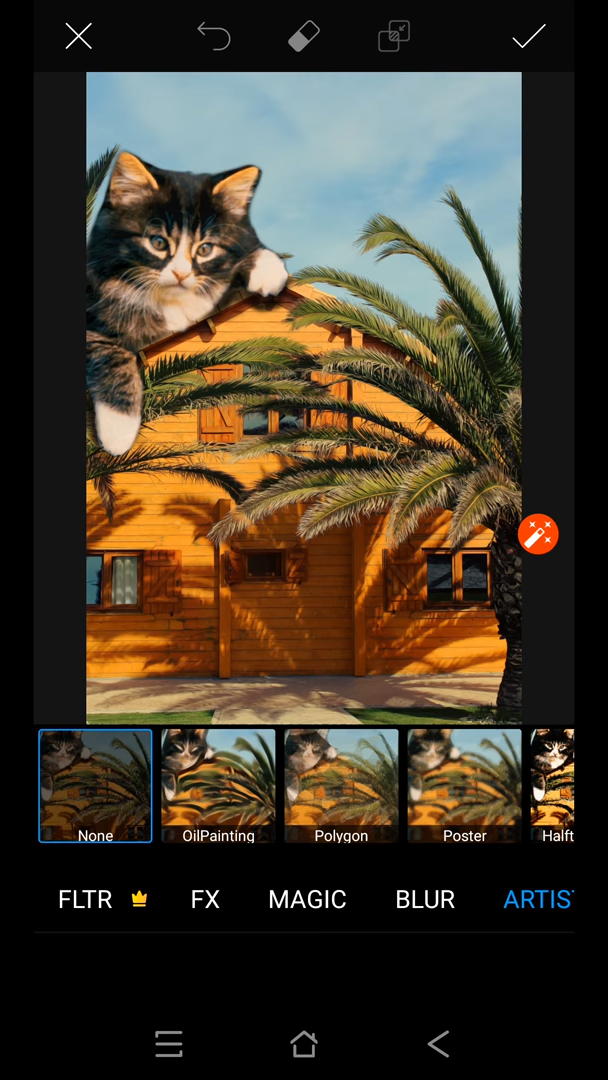 None
OilPainting
Polygon
Poster
Halft
FLTR
FX
MAGIC
BLUR
ARTIS